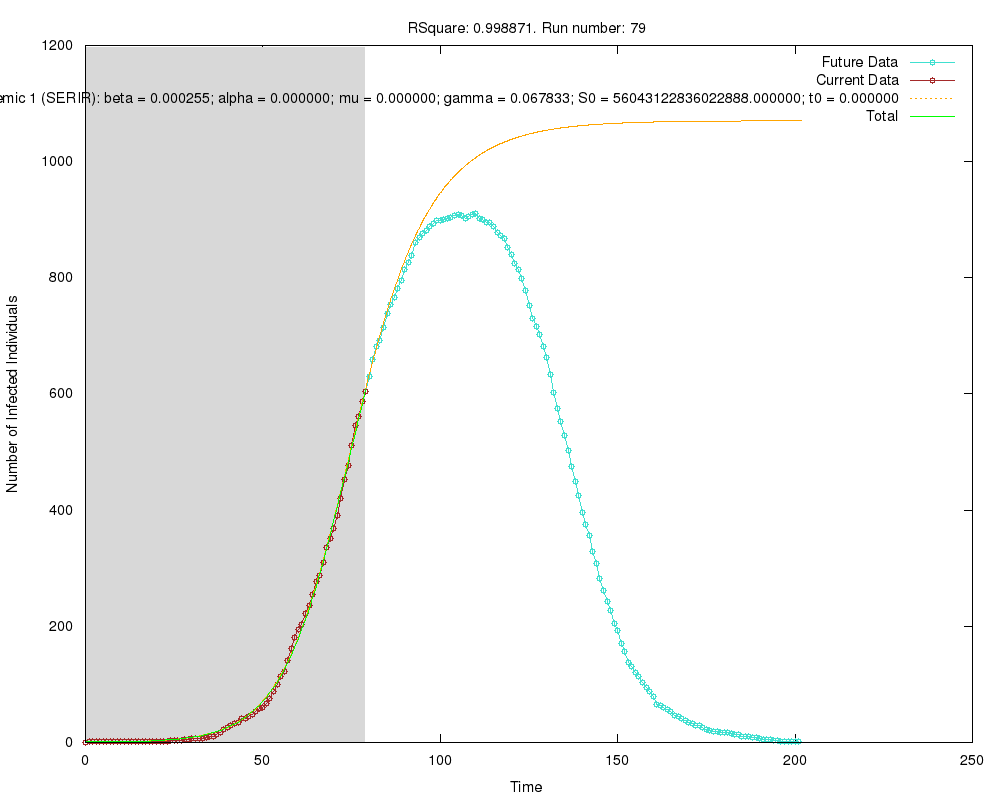 RSquare: 0.998871. Run number: 79
1200
1000
800
600
400
200
0
0 50 100 150 200 250
Number of Infected Individuals
Time
Future Data
Current Data
emic 1 (SERIR): beta = 0.000255; alpha = 0.000000; mu = 0.000000; gamma = 0.067833; S0 = 56043122836022888.000000; t0 = 0.000000
Total